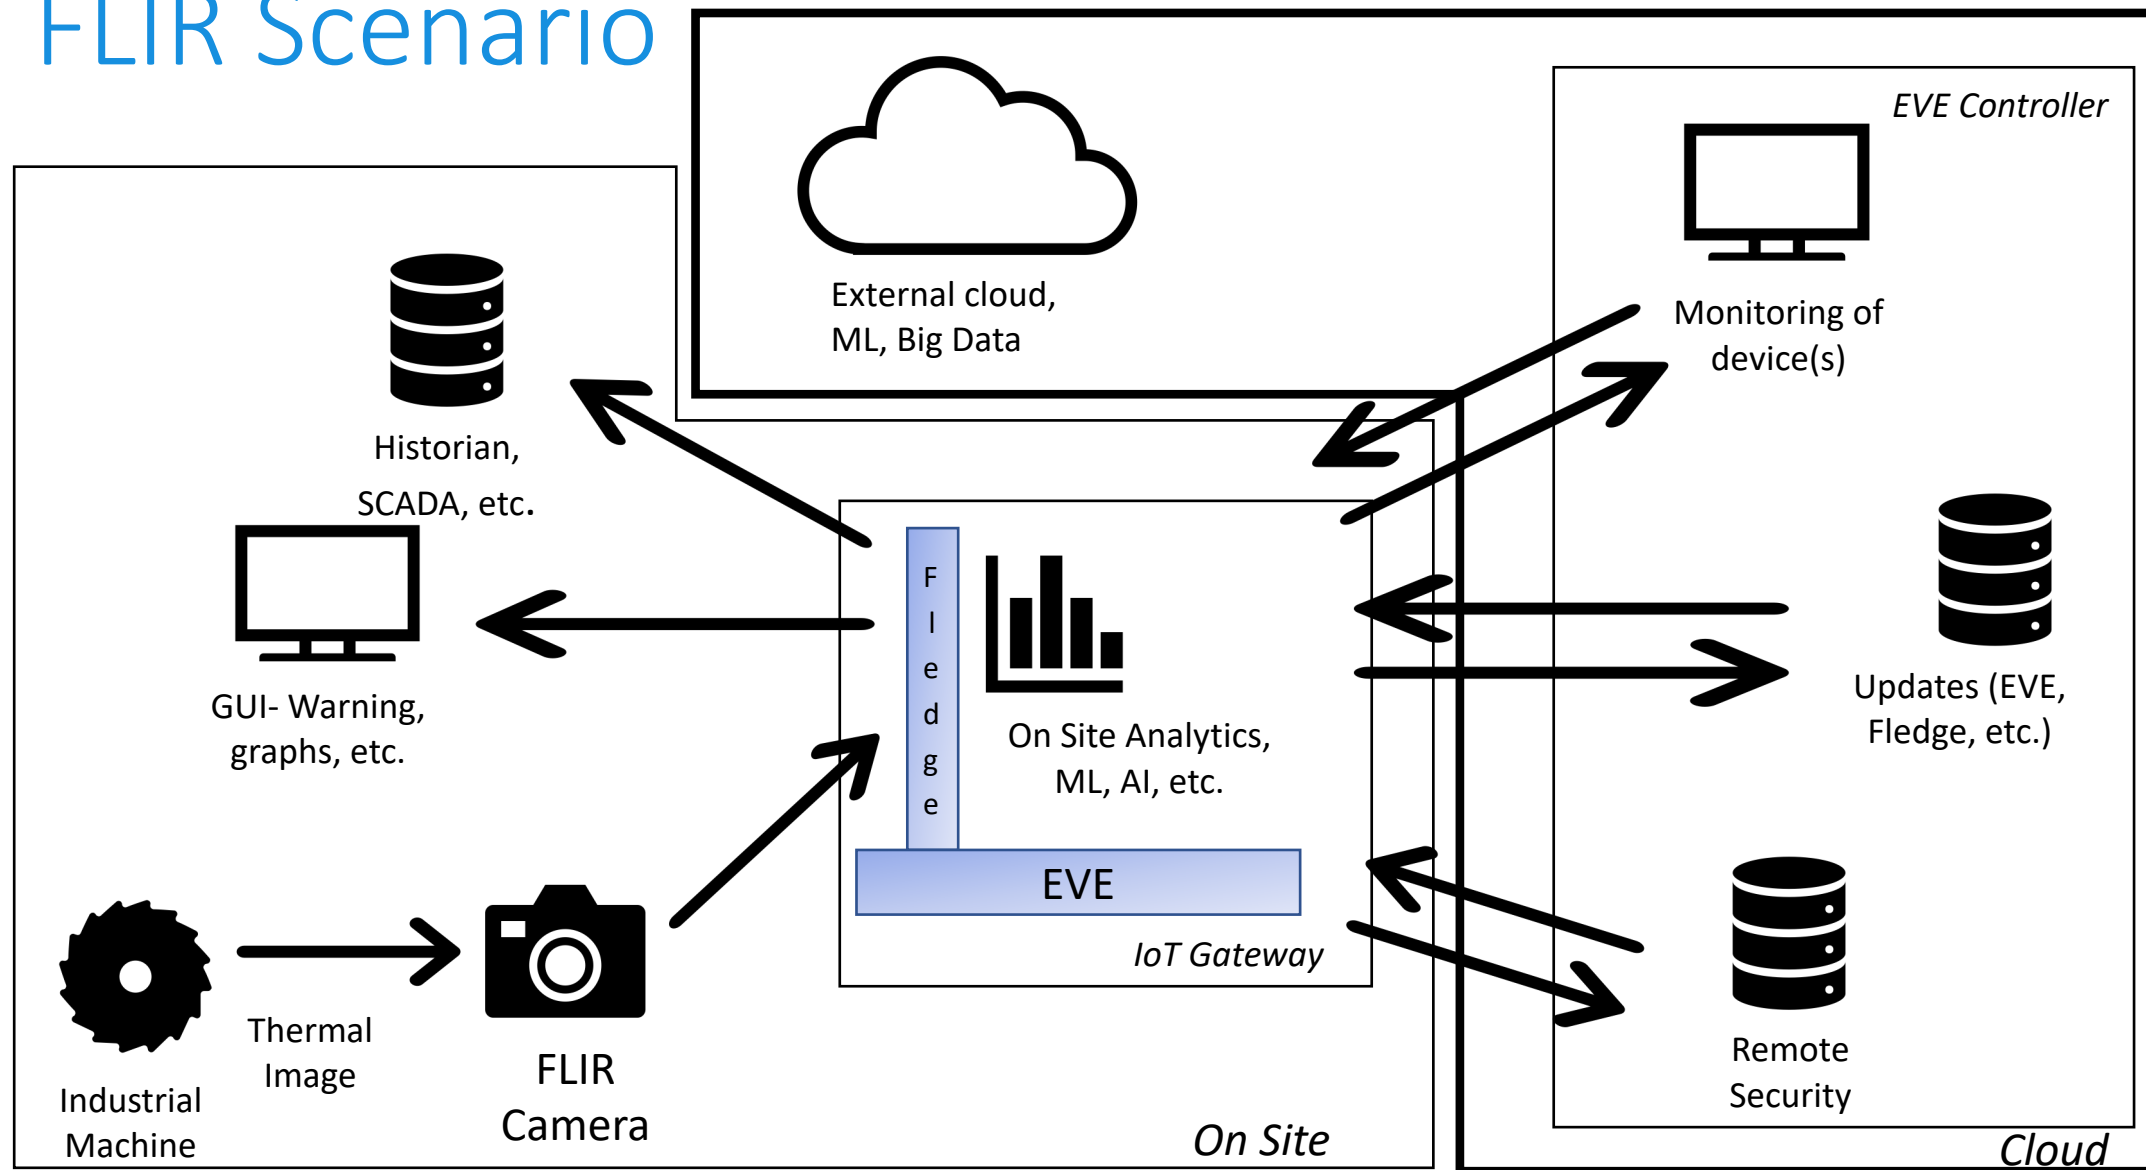 FLIR Scenario
EVE Controller
External cloud,
ML, Big Data
Monitoring of
device(s)
Historian,
SCADA, etc.
GUI- Warning,
graphs, etc.
Fledge
On Site Analytics,
ML, AI, etc.
EVE
IoT Gateway
Updates (EVE,
Fledge, etc.)
Thermal
Image
Industrial
Machine
FLIR
Camera
Remote
Security
On Site
Cloud